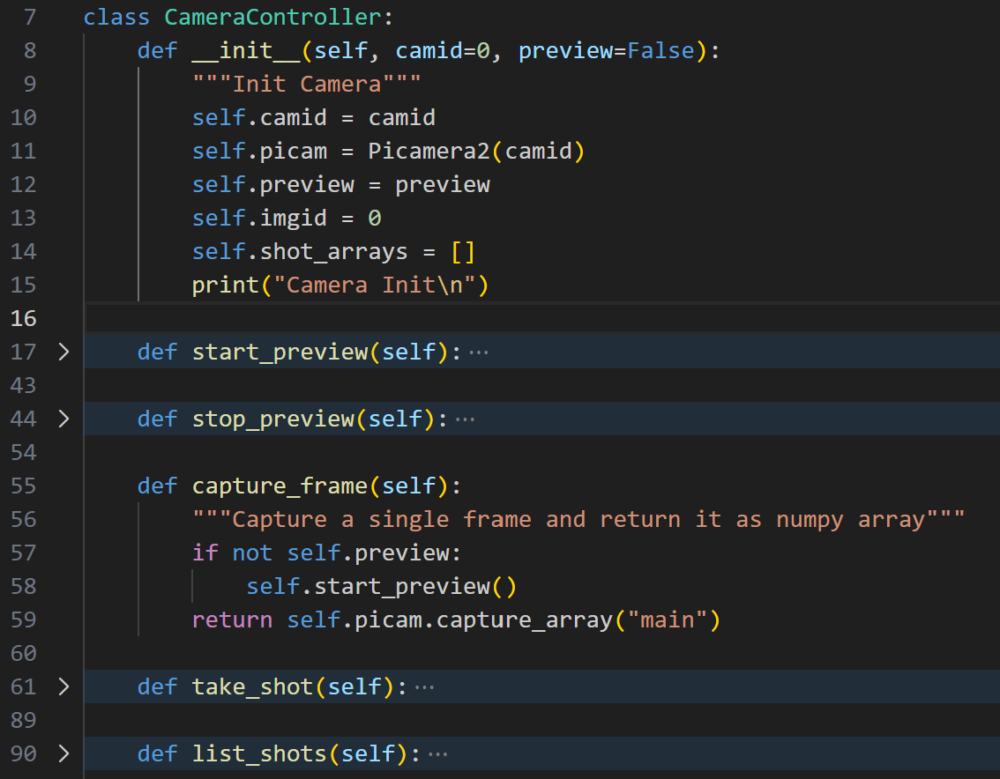 7 class CameraController:
8     def __init__(self, camid=0, preview=False):
9         """Init Camera"""
10         self.camid = camid
11         self.picam = Picamera2(camid)
12         self.preview = preview
13         self.imgid = 0
14         self.shot_arrays = []
15         print("Camera Init\n")
16
17 >     def start_preview(self): ···
43
44 >     def stop_preview(self): ···
54
55     def capture_frame(self):
56         """Capture a single frame and return it as numpy array"""
57         if not self.preview:
58             self.start_preview()
59         return self.picam.capture_array("main")
60
61 >     def take_shot(self): ···
89
90 >     def list_shots(self): ···